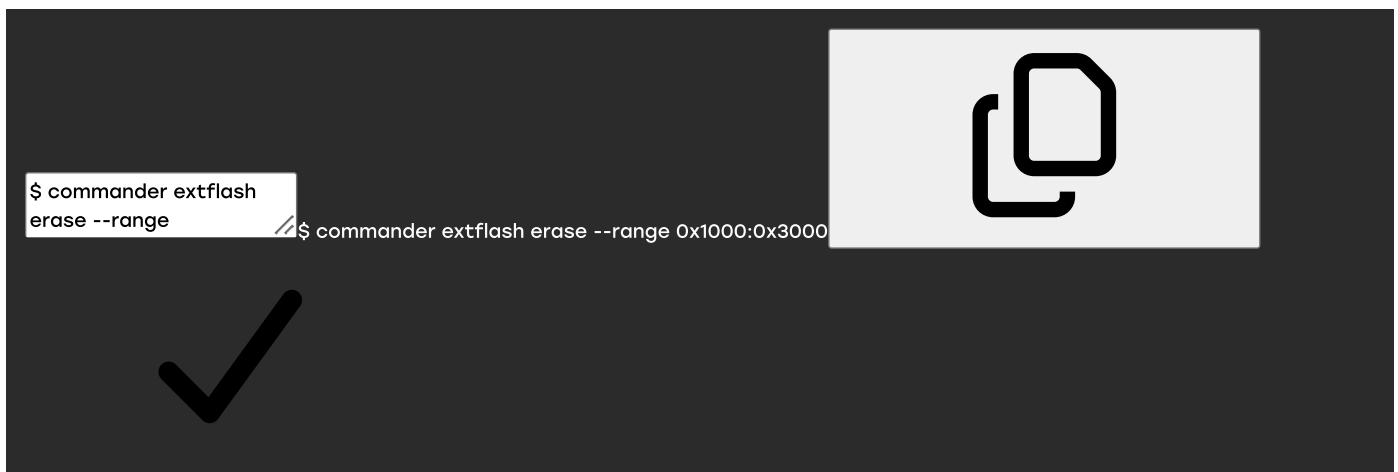 $ commander extflash
erase --range
$ commander extflash erase --range 0x1000:0x3000